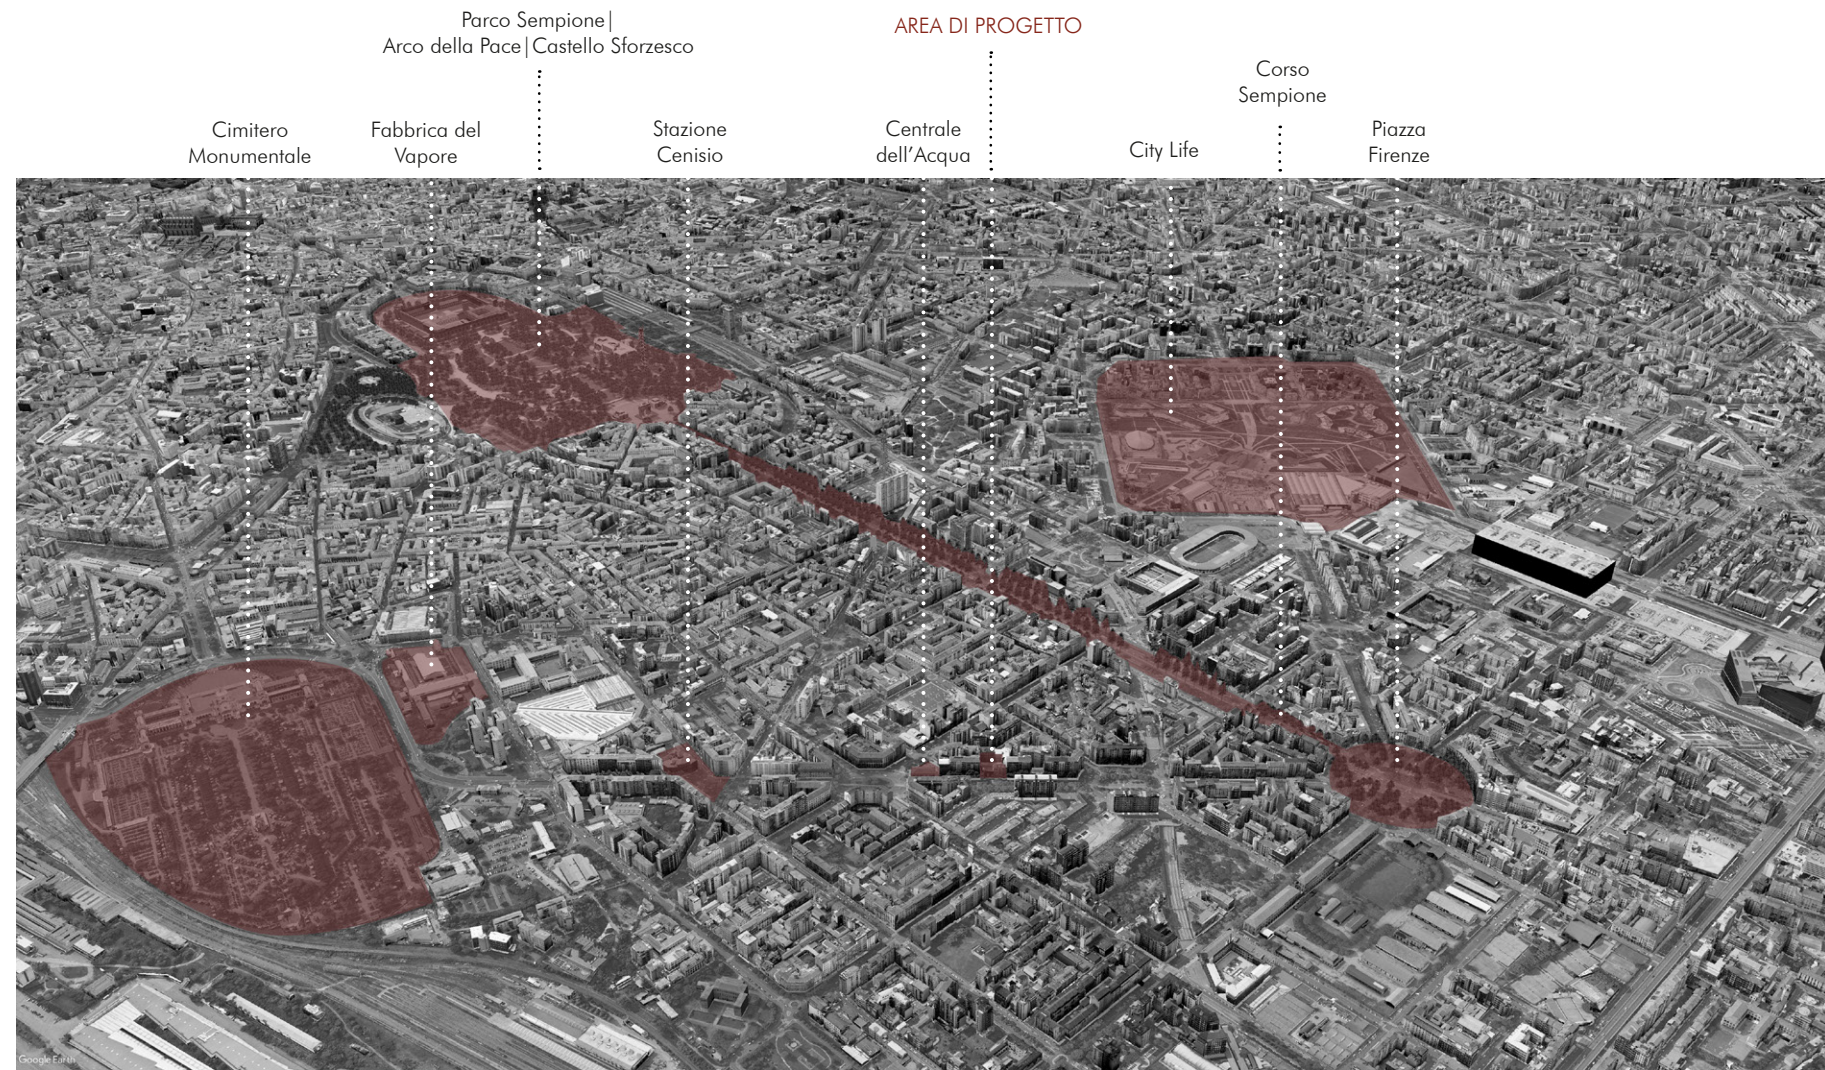 Parco Sempione|
Arco della Pace|Castello Sforzesco
AREA DI PROGETTO
Corso
Sempione
Cimitero
Monumentale
Fabbrica del
Vapore
Stazione
Cenisio
Centrale
dell'Acqua
City Life
Piazza
Firenze
Google Earth